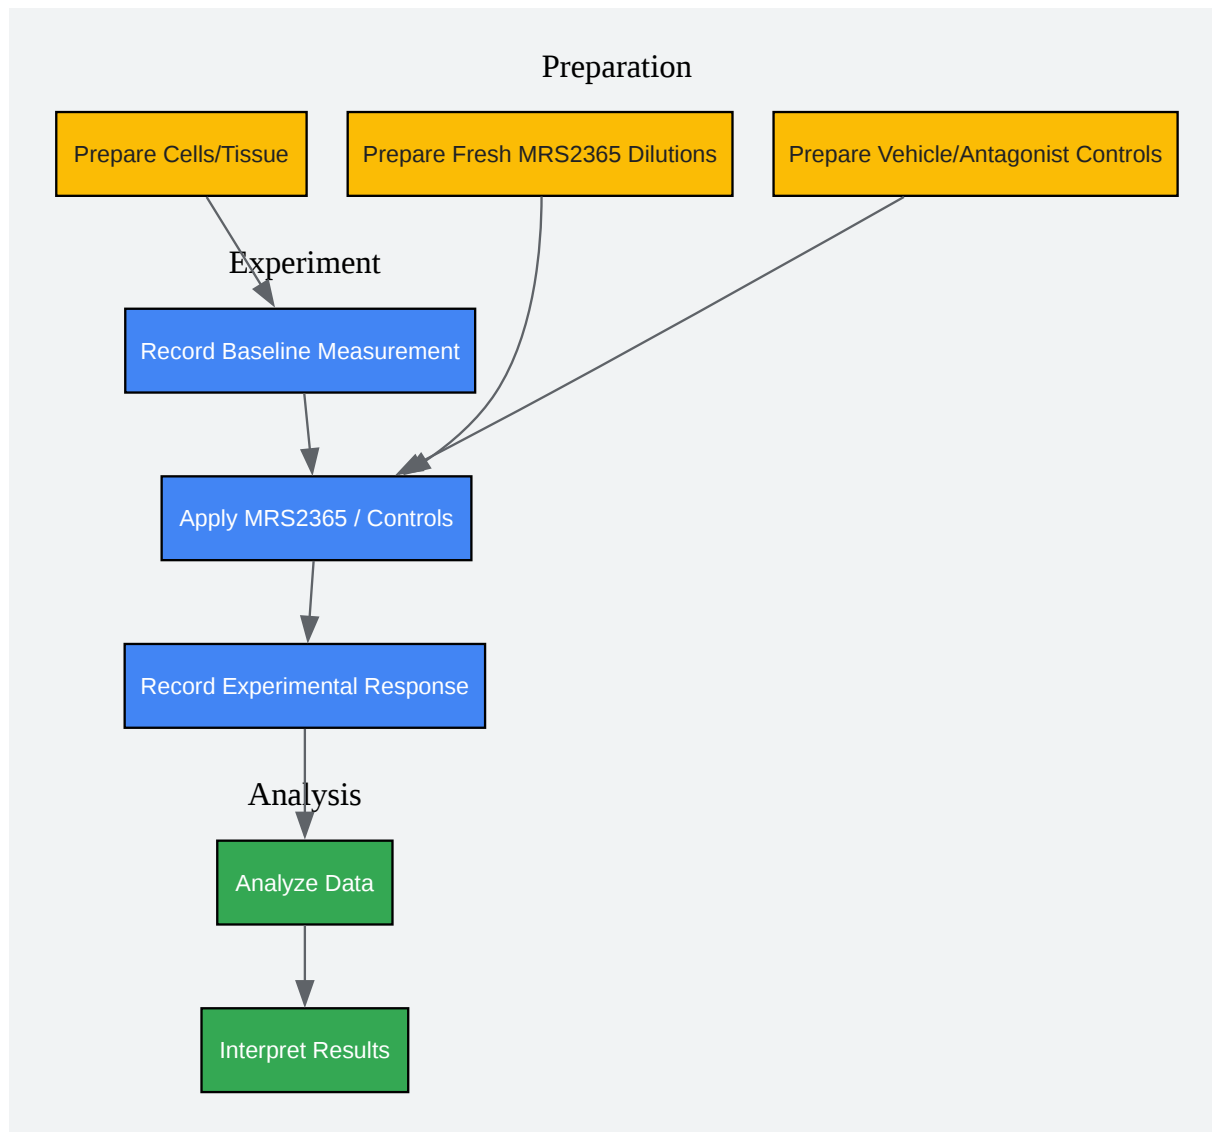 Preparation
Prepare Cells/Tissue
Prepare Fresh MRS2365 Dilutions
Prepare Vehicle/Antagonist Controls
Experiment
Record Baseline Measurement
Apply MRS2365 / Controls
Record Experimental Response
Analysis
Analyze Data
Interpret Results